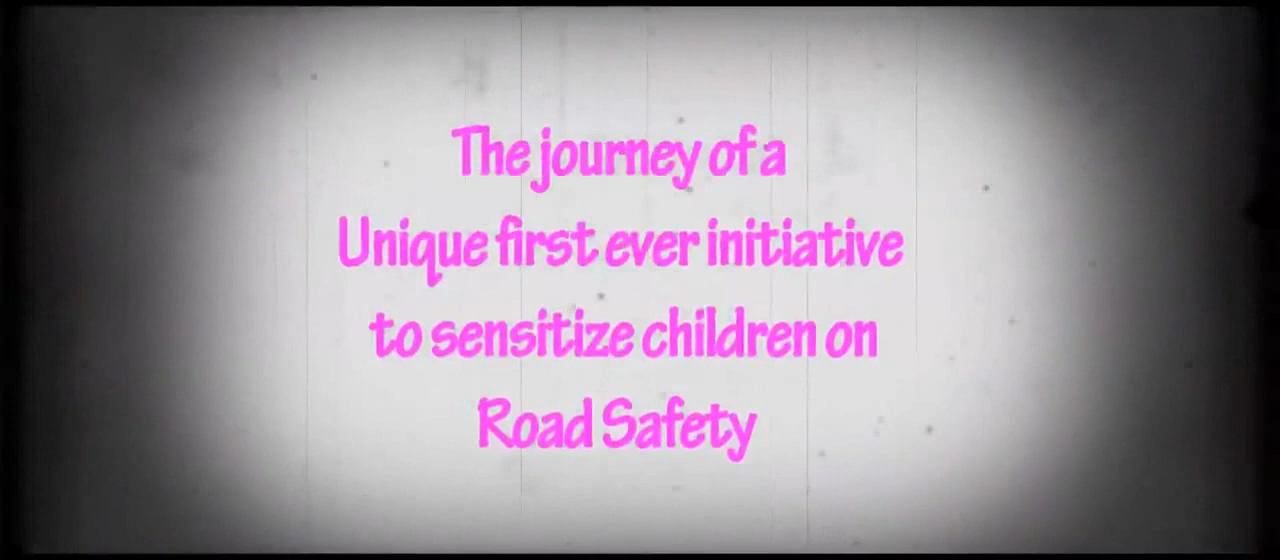 The journey of a
Unique first ever initiative
to sensitize children on
Road Safety